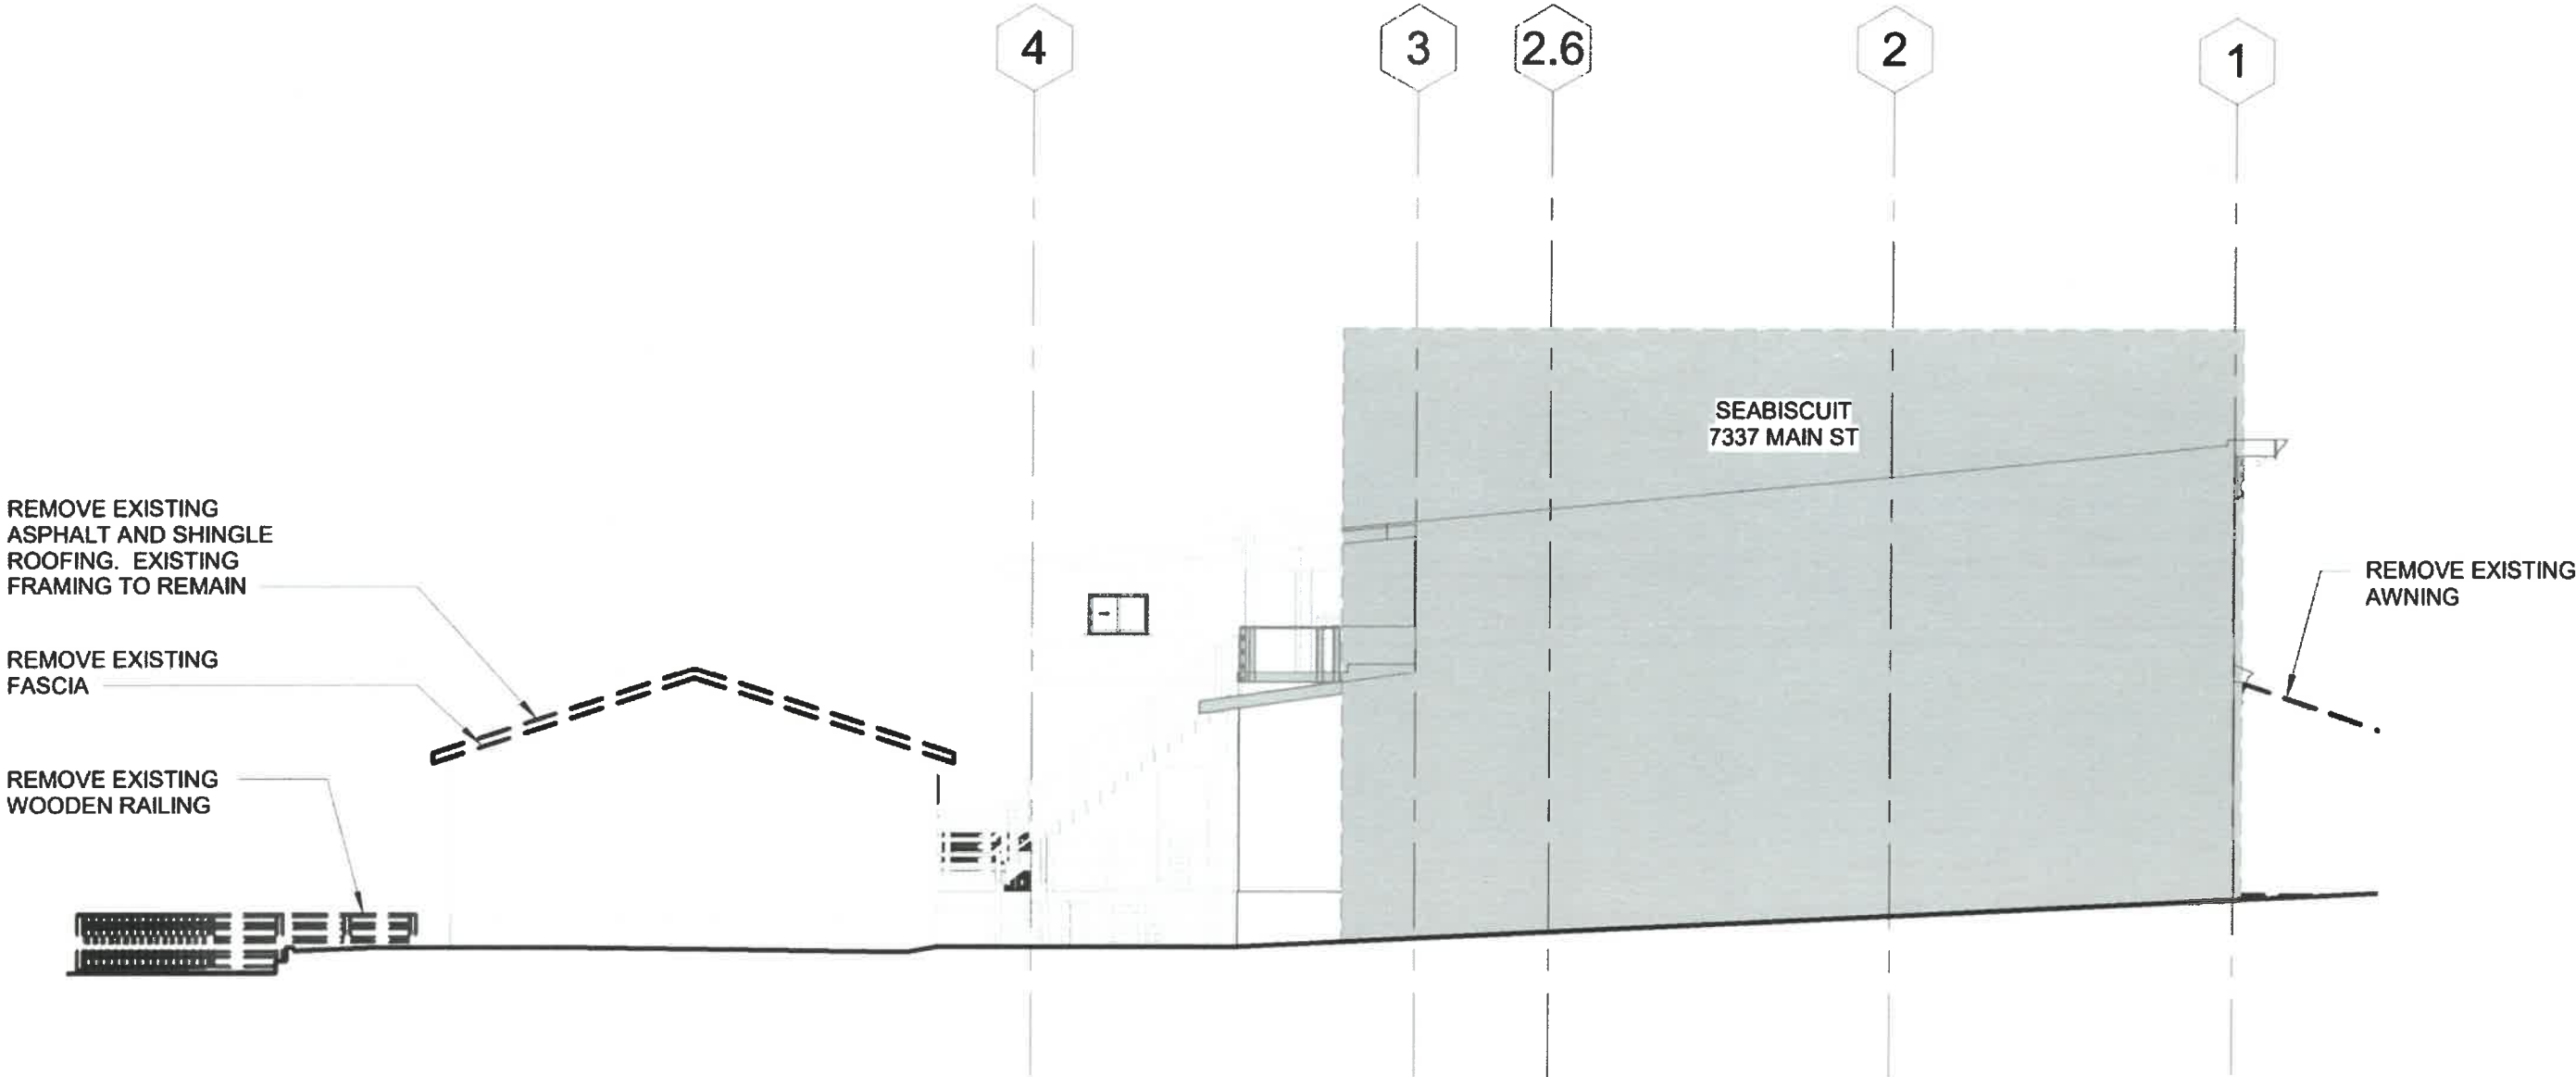 4
3
2.6
2
1
SEABISCUIT
7337 MAIN ST
REMOVE EXISTING
ASPHALT AND SHINGLE
ROOFING. EXISTING
FRAMING TO REMAIN
REMOVE EXISTING
FASCIA
REMOVE EXISTING
WOODEN RAILING
REMOVE EXISTING
AWNING